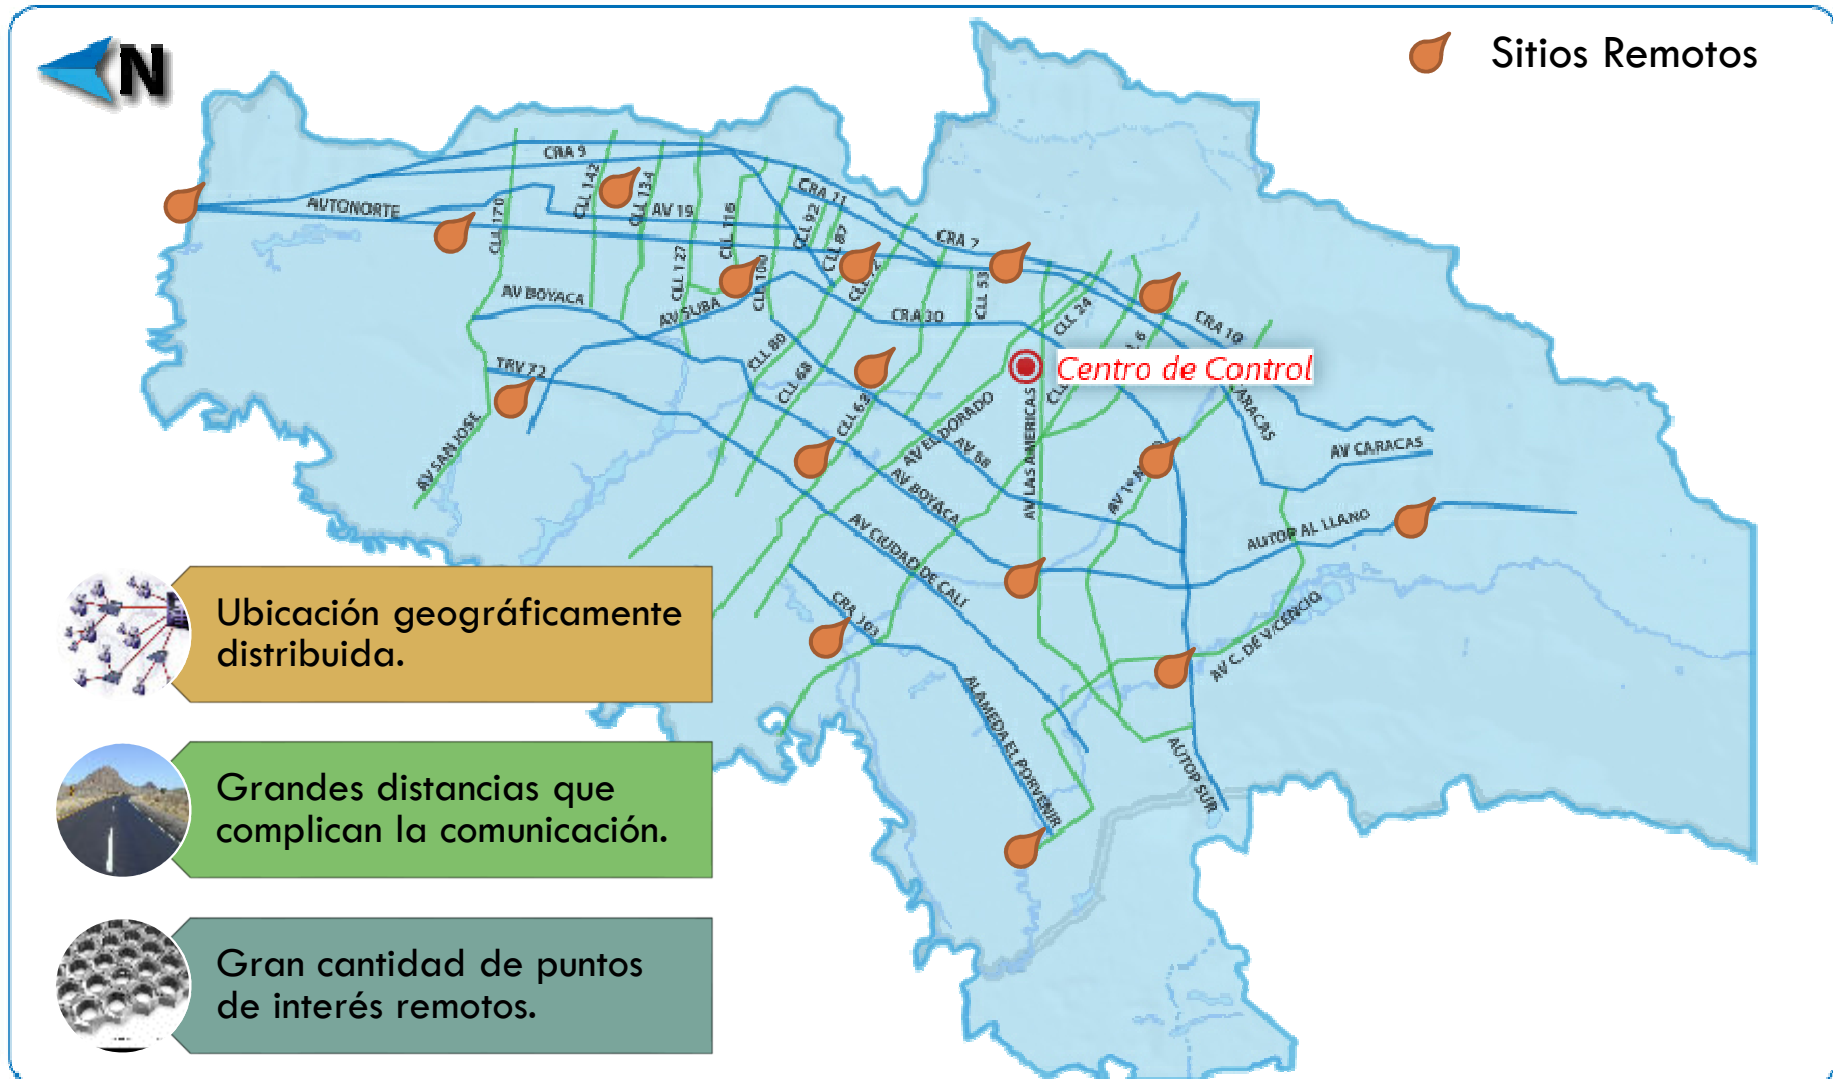 N
Sitios Remotos
CRA 9
CLL 142
CLL 134
AUTONORTE
CLL 170
AV 19
CLL 116
CRA 11
CLL 92
CLL 87
CRA 7
CLL 127
CLL 100
CLL 53
AV BOYACA
AV SUBA
CRA 30
CLL 24
CRA 10
TRV 72
CLL 80
CLL 68
CLL 63
Centro de Control
CARACAS
AV SAN JOSE
AV EL DORADO
AV 68
AV LAS AMERICAS
AV CARACAS
AV BOYACA
AV CIUDAD DE CALI
AUTOP AL LLANO
CRA 103
AV C. DE V/CENCIO
ALAMEDA EL PORVENIR
AUTOP SUR
Ubicación geográficamente
distribuida.
Grandes distancias que
complican la comunicación.
Gran cantidad de puntos
de interés remotos.